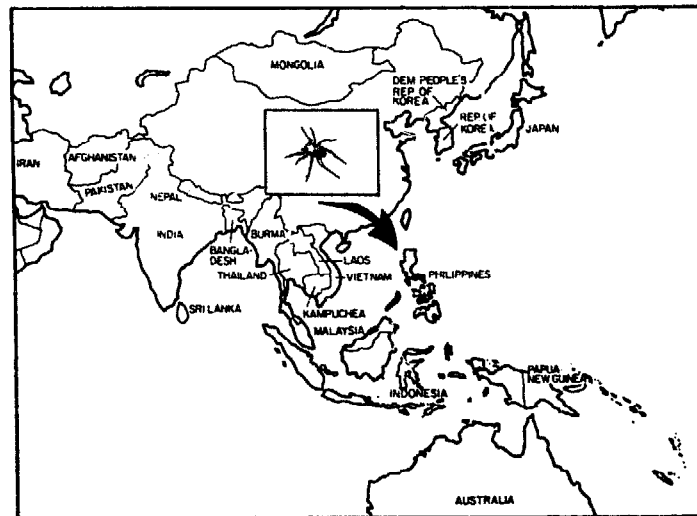 MONGOLIA
DEM PEOPLE'S
REP OF
KOREA
REP OF
KOREA
JAPAN
IRAN
AFGHANISTAN
PAKISTAN
NEPAL
INDIA
BURMA
BANGLA-
DESH
LAOS
THAILAND
VIETNAM
PHILIPPINES
SRI LANKA
KAMPUCHEA
MALAYSIA
PAPUA
NEW GUINEA
INDONESIA
AUSTRALIA